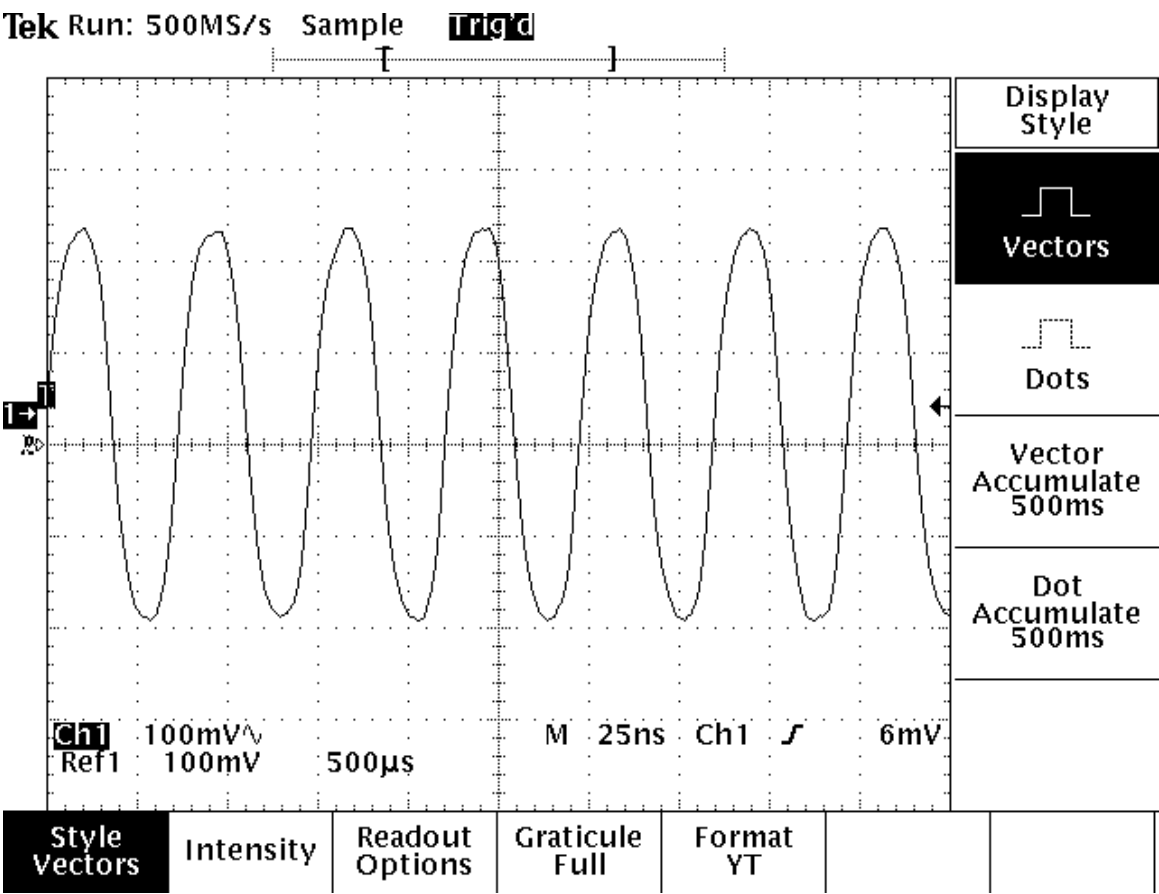 Tek Run: 500MS/s Sample Trig'd
Display
Style
Vectors
Dots
Vector
Accumulate
500ms
Dot
Accumulate
500ms
T
1→
Ch1 100mV M 25ns Ch1 6mV
Ref1 100mV 500µs
Style
Vectors
Intensity
Readout
Options
Graticule
Full
Format
YT